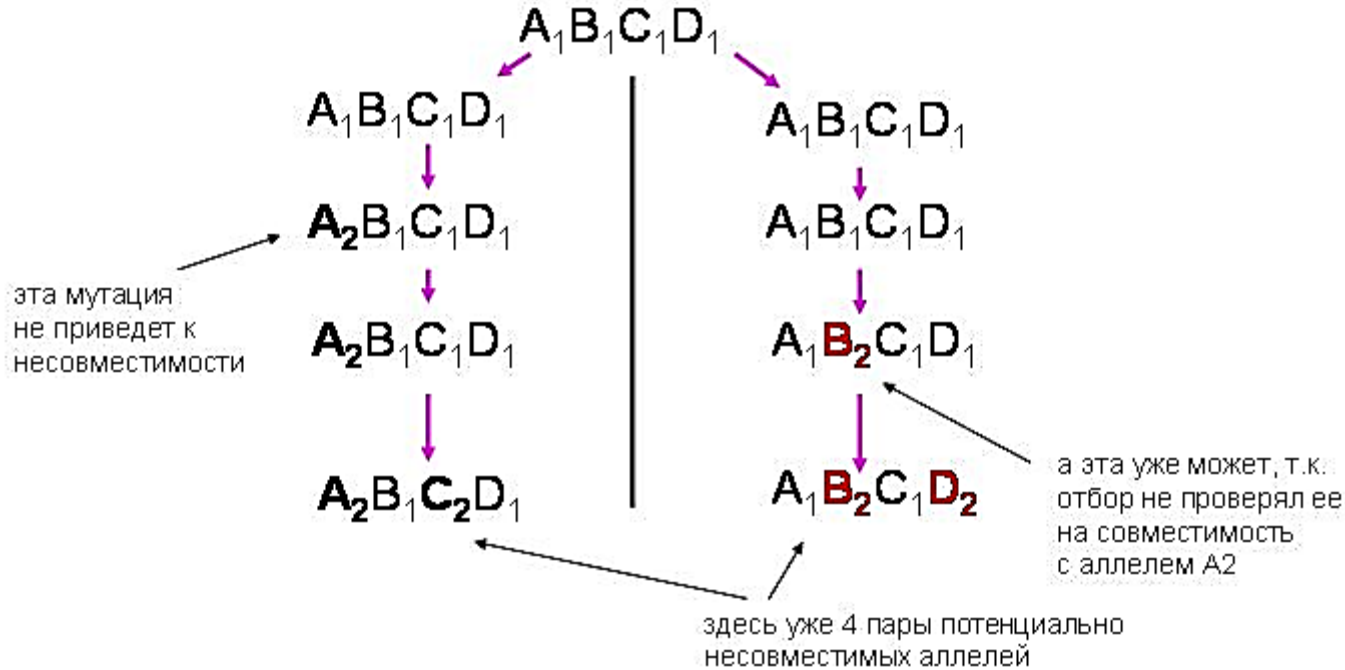 A₁B₁C₁D₁
A₁B₁C₁D₁
A₁B₁C₁D₁
A₂B₁C₁D₁
A₁B₁C₁D₁
эта мутация
не приведет к
несовместимости
A₂B₁C₁D₁
A₁B₂C₁D₁
а эта уже может, т.к.
отбор не проверял ее
на совместимость
с аллелем А2
A₂B₁C₂D₁
A₁B₂C₁D₂
здесь уже 4 пары потенциально
несовместимых аллелей